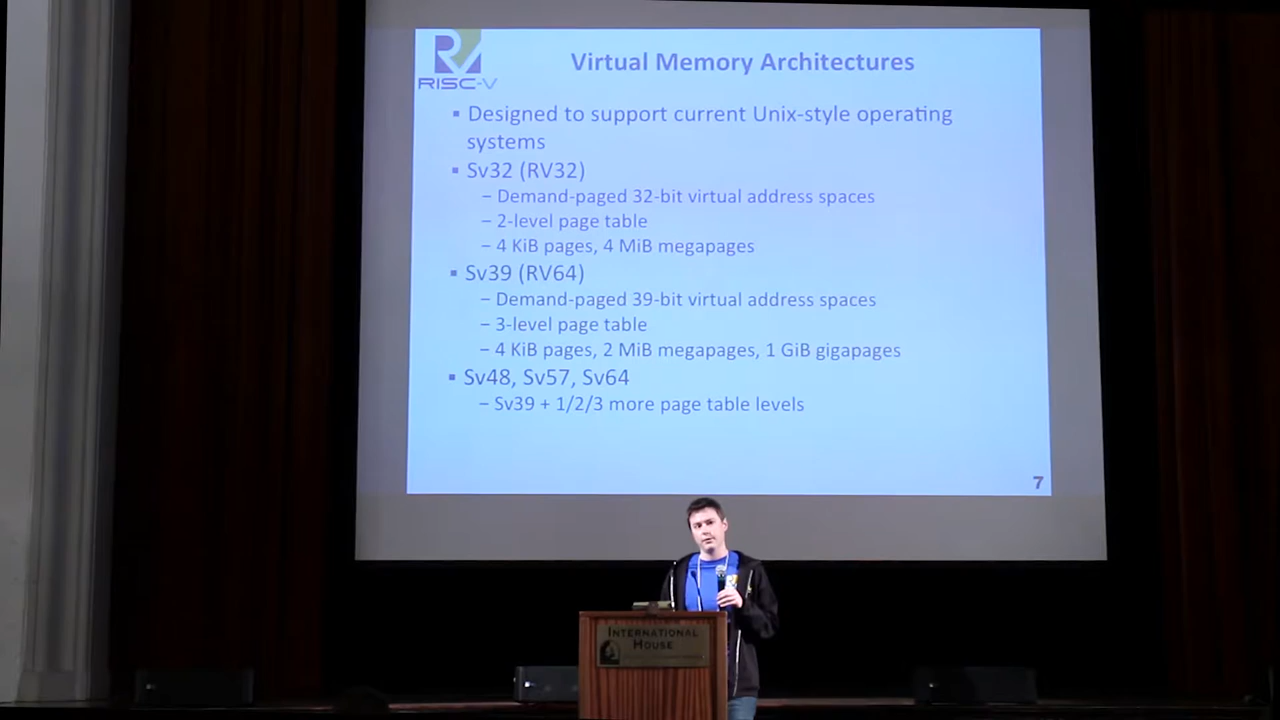 RISC-V
Virtual Memory Architectures
▪ Designed to support current Unix-style operating
systems
▪ Sv32 (RV32)
– Demand-paged 32-bit virtual address spaces
– 2-level page table
– 4 KiB pages, 4 MiB megapages
▪ Sv39 (RV64)
– Demand-paged 39-bit virtual address spaces
– 3-level page table
– 4 KiB pages, 2 MiB megapages, 1 GiB gigapages
▪ Sv48, Sv57, Sv64
– Sv39 + 1/2/3 more page table levels
7
INTERNATIONAL
HOUSE